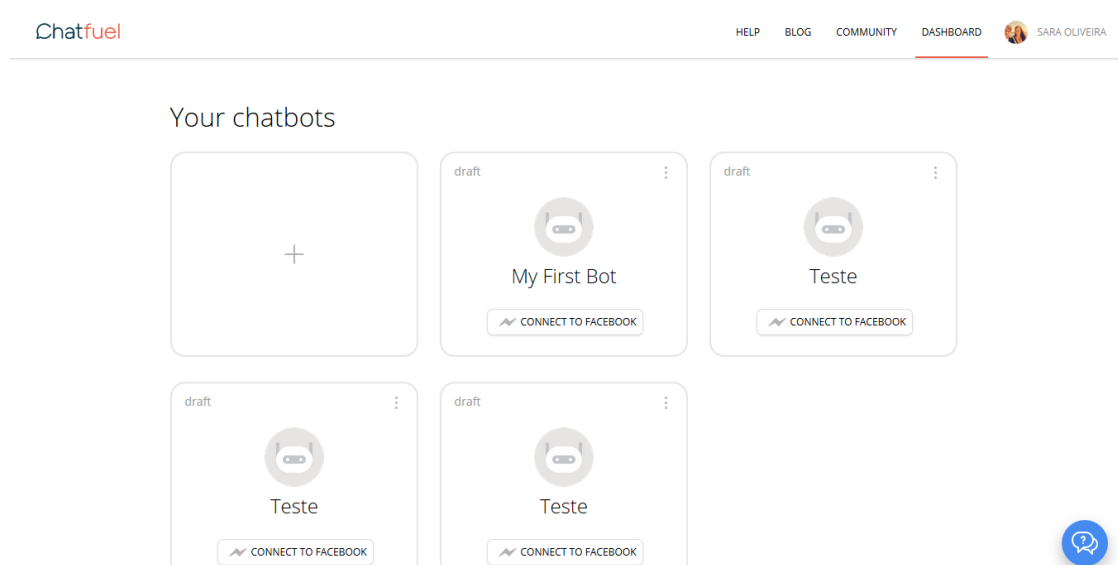 Chatfuel
HELP BLOG COMMUNITY DASHBOARD SARA OLIVEIRA
Your chatbots
draft
My First Bot
CONNECT TO FACEBOOK
draft
Teste
CONNECT TO FACEBOOK
draft
Teste
CONNECT TO FACEBOOK
draft
Teste
CONNECT TO FACEBOOK